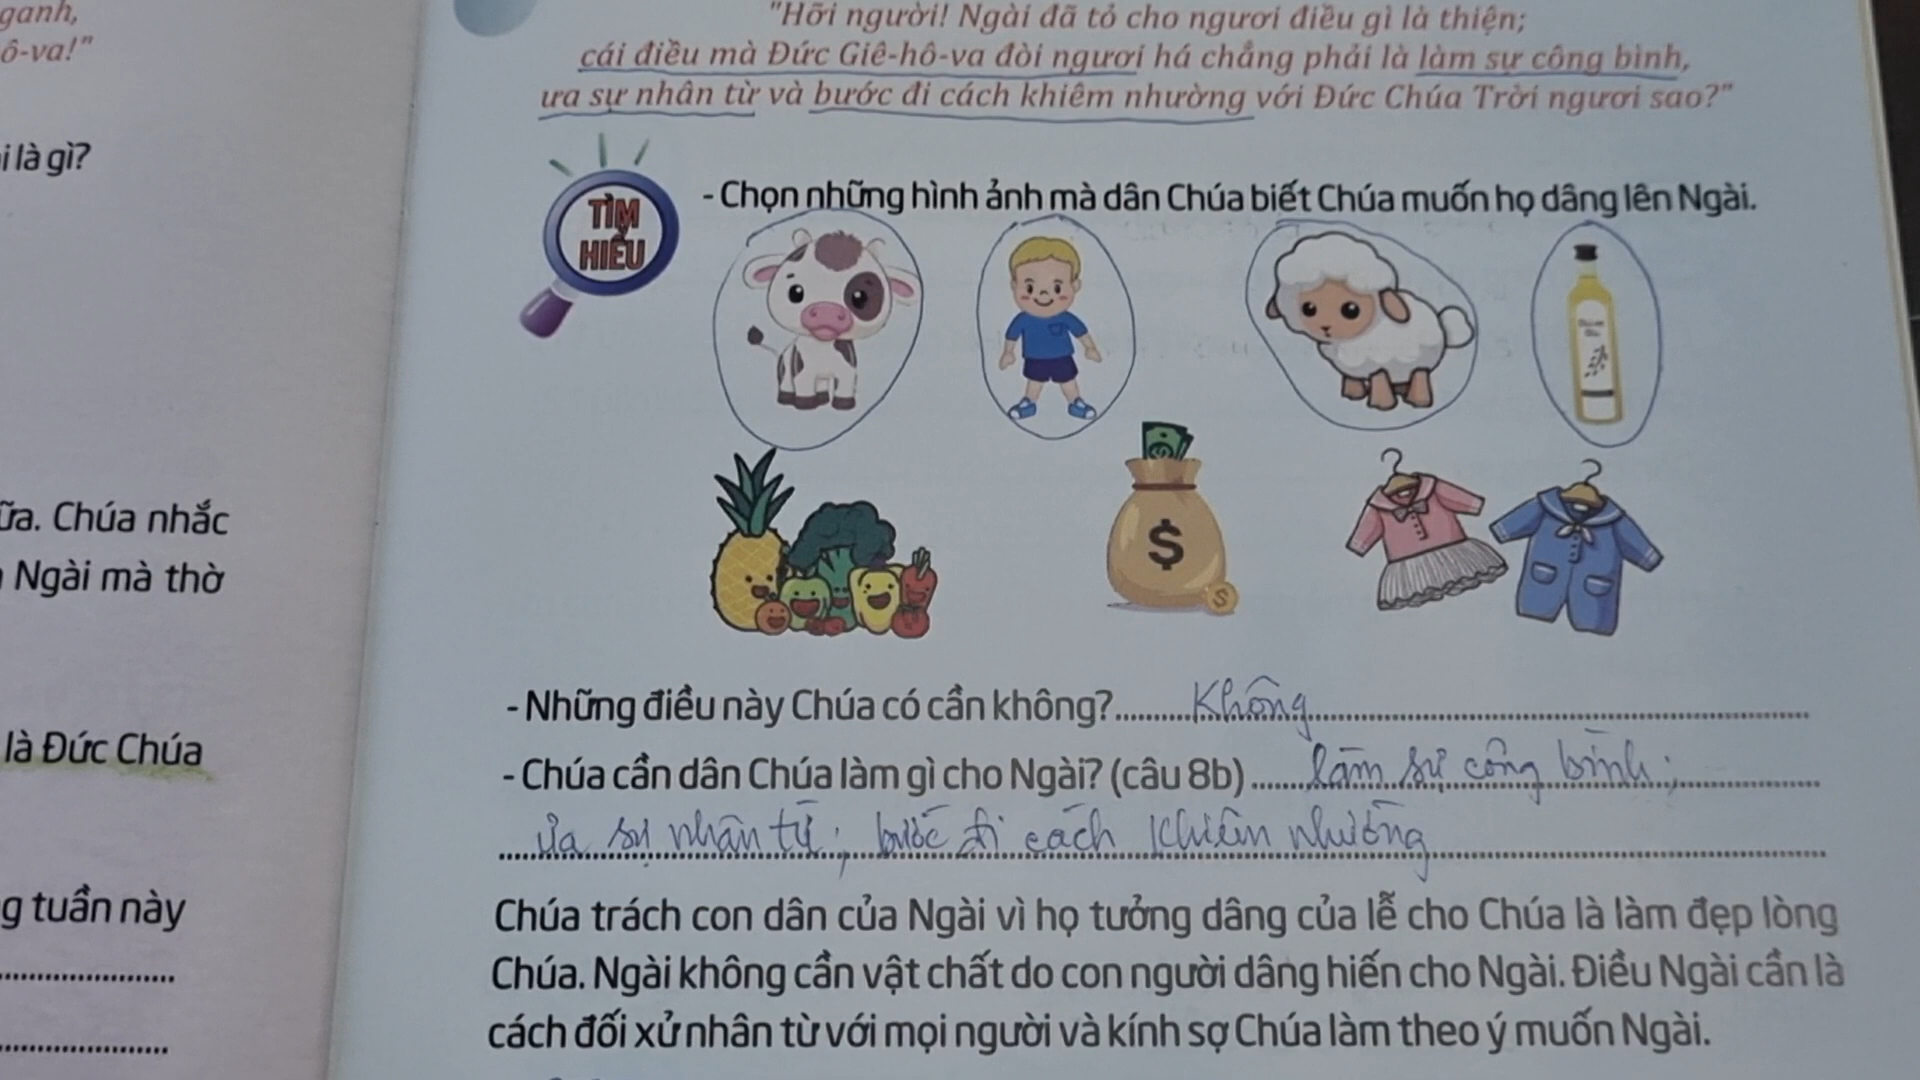 ganh,
ô-va!"
i là gì?
ữa. Chúa nhắc
Ngài mà thờ
là Đức Chúa
g tuần này
"Hỡi người! Ngài đã tỏ cho ngươi điều gì là thiện;
cái điều mà Đức Giê-hô-va đòi ngươi há chẳng phải là làm sự công bình,
ưa sự nhân từ và bước đi cách khiêm nhường với Đức Chúa Trời ngươi sao?"
TÌM
HIỂU
- Chọn những hình ảnh mà dân Chúa biết Chúa muốn họ dâng lên Ngài.
$
$
- Những điều này Chúa có cần không? Không
- Chúa cần dân Chúa làm gì cho Ngài? (câu 8b) làm sự công bình;
ưa sự nhân từ; bước đi cách khiêm nhường
Chúa trách con dân của Ngài vì họ tưởng dâng của lễ cho Chúa là làm đẹp lòng
Chúa. Ngài không cần vật chất do con người dâng hiến cho Ngài. Điều Ngài cần là
cách đối xử nhân từ với mọi người và kính sợ Chúa làm theo ý muốn Ngài.